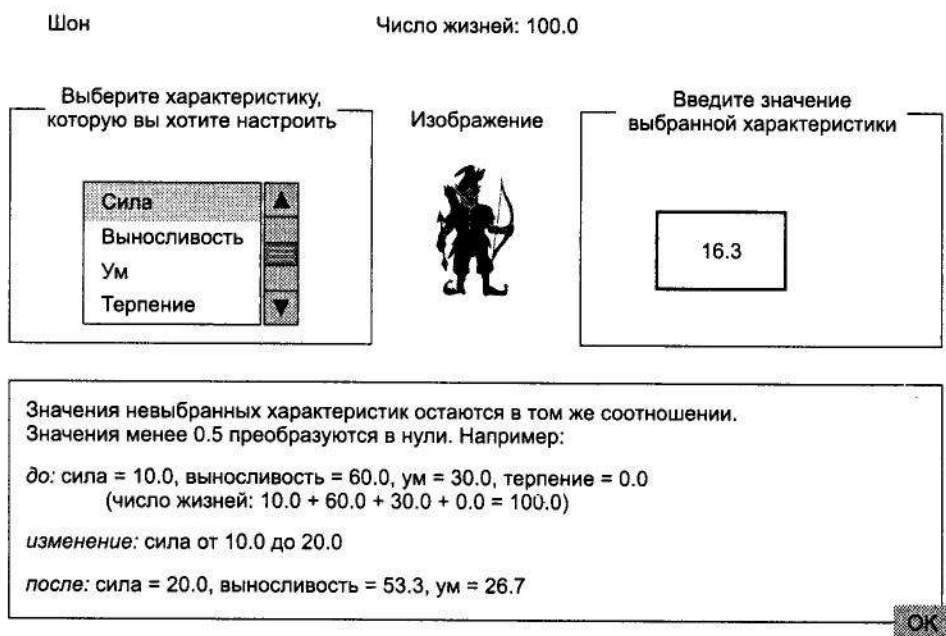 Шон
Число жизней: 100.0
Выберите характеристику,
которую вы хотите настроить
Изображение
Введите значение
выбранной характеристики
Сила
Выносливость
Ум
Терпение
16.3
Значения невыбранных характеристик остаются в том же соотношении.
Значения менее 0.5 преобразуются в нули. Например:
до: сила = 10.0, выносливость = 60.0, ум = 30.0, терпение = 0.0
(число жизней: 10.0 + 60.0 + 30.0 + 0.0 = 100.0)
изменение: сила от 10.0 до 20.0
после: сила = 20.0, выносливость = 53.3, ум = 26.7
OK